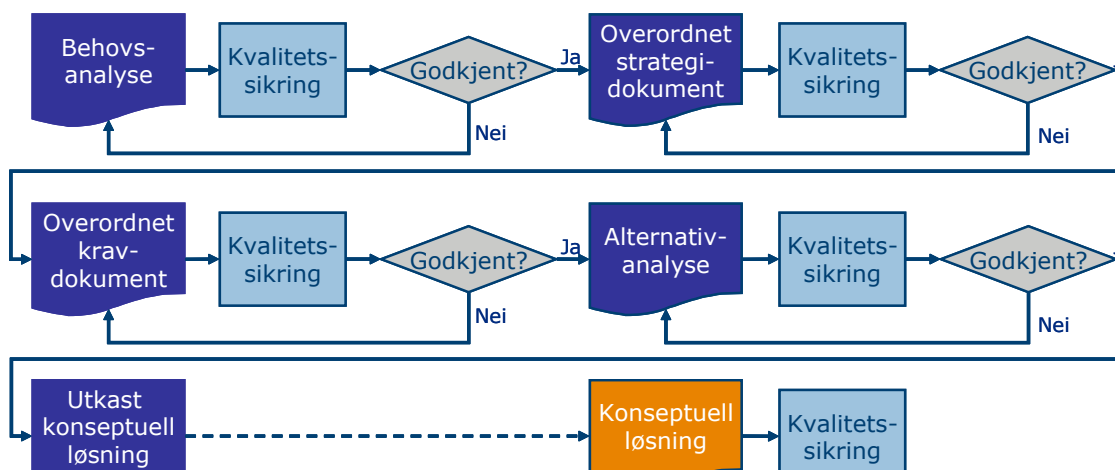 Behovs-
analyse
Kvalitets-
sikring
Godkjent?
Ja
Nei
Overordnet
strategi-
dokument
Kvalitets-
sikring
Godkjent?
Nei
Overordnet
krav-
dokument
Kvalitets-
sikring
Godkjent?
Ja
Nei
Alternativ-
analyse
Kvalitets-
sikring
Godkjent?
Nei
Utkast
konseptuell
løsning
Konseptuell
løsning
Kvalitets-
sikring